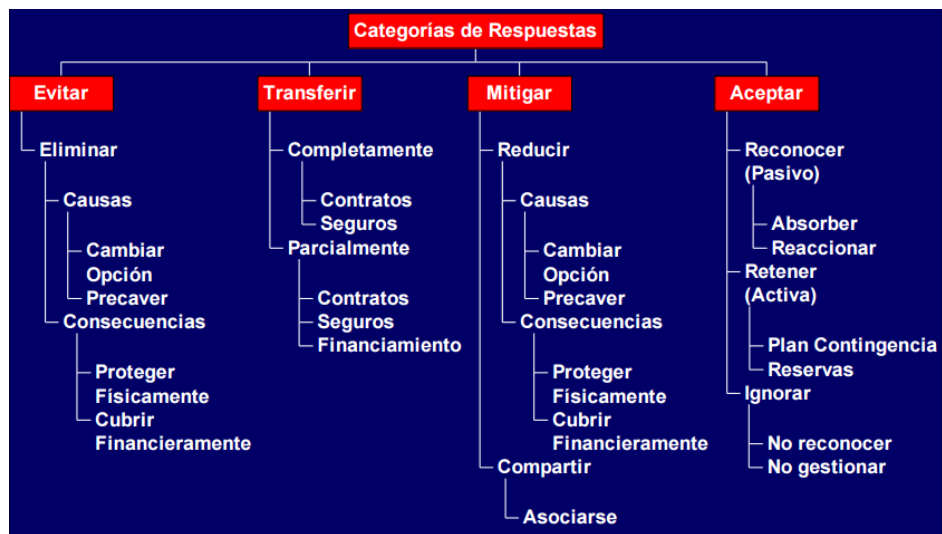 Categorías de Respuestas
Evitar
Eliminar
Causas
Cambiar
Opción
Precaver
Consecuencias
Proteger
Físicamente
Cubrir
Financieramente
Transferir
Completamente
Contratos
Seguros
Parcialmente
Contratos
Seguros
Financiamiento
Mitigar
Reducir
Causas
Cambiar
Opción
Precaver
Consecuencias
Proteger
Físicamente
Cubrir
Financieramente
Compartir
Asociarse
Aceptar
Reconocer
(Pasivo)
Absorber
Reaccionar
Retener
(Activa)
Plan Contingencia
Reservas
Ignorar
No reconocer
No gestionar